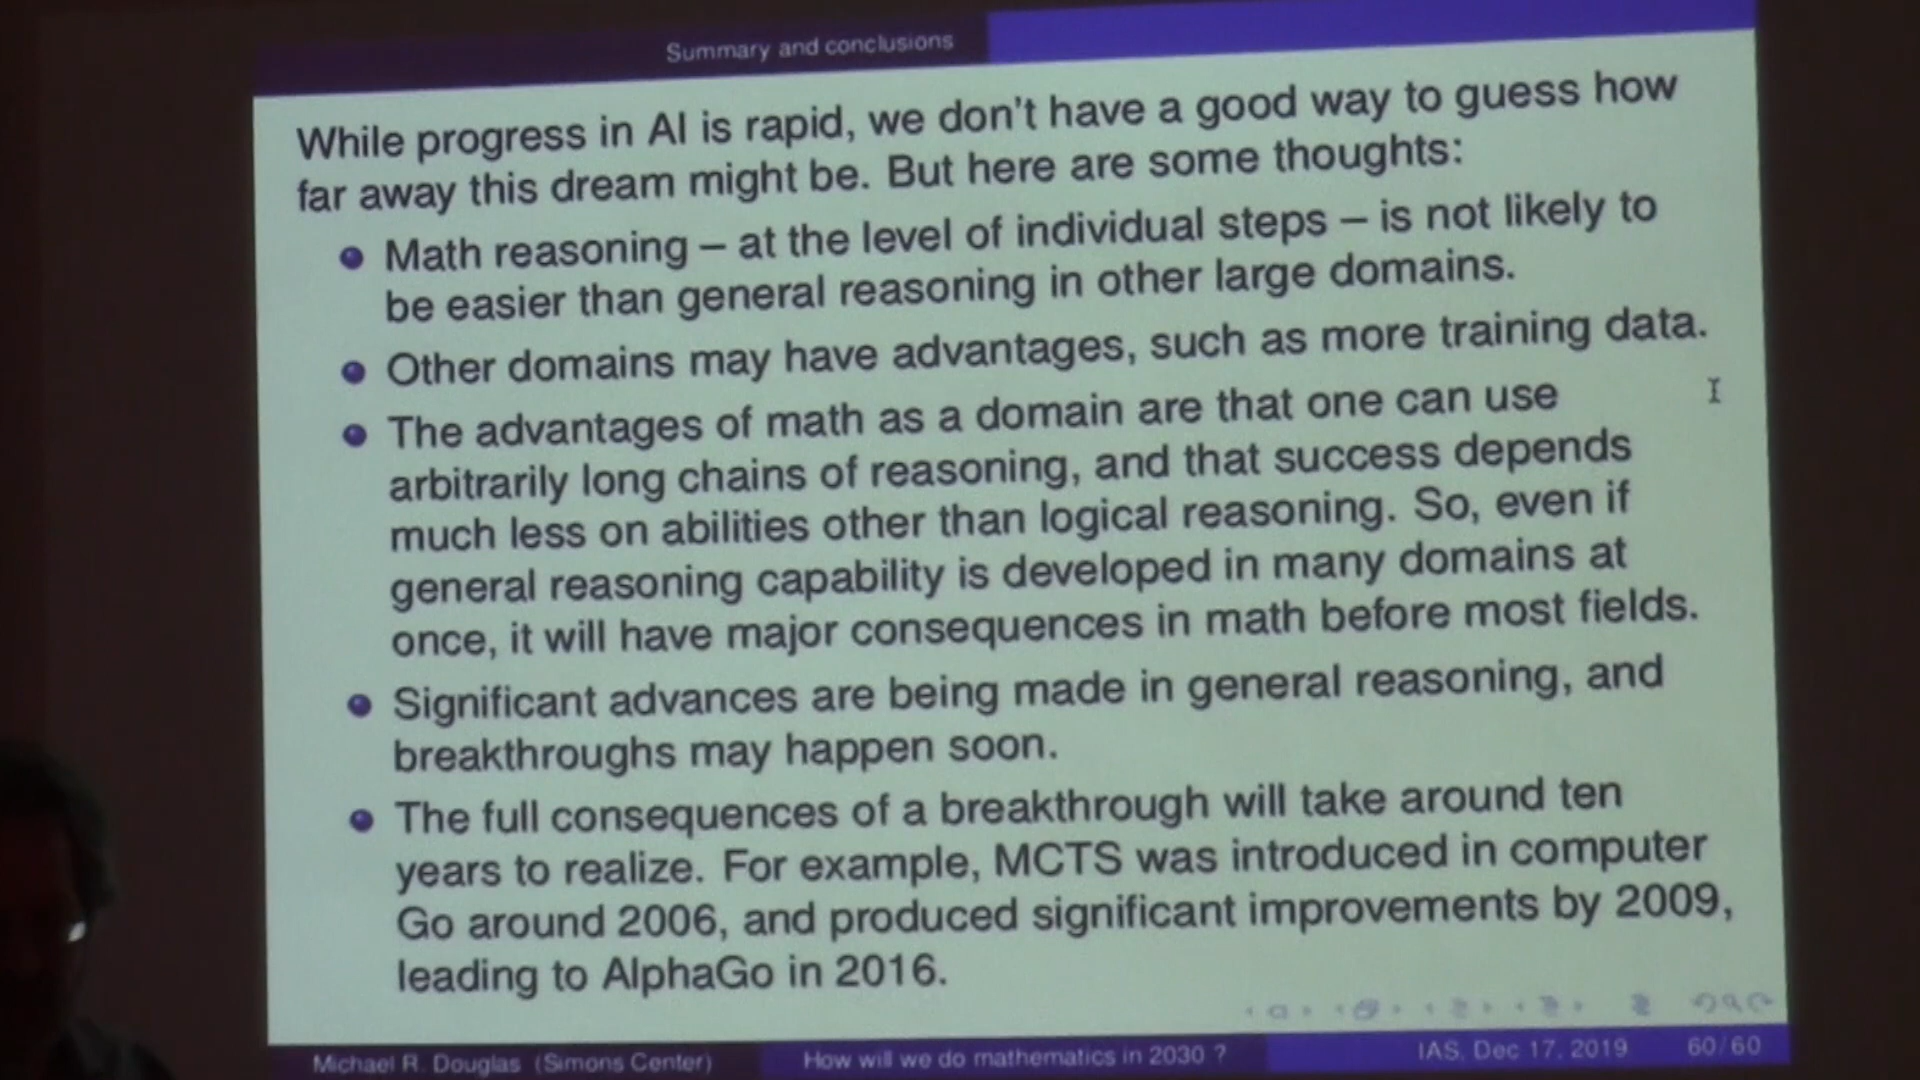 Summary and conclusions
While progress in AI is rapid, we don't have a good way to guess how
far away this dream might be. But here are some thoughts:
Math reasoning – at the level of individual steps – is not likely to
be easier than general reasoning in other large domains.
Other domains may have advantages, such as more training data.
The advantages of math as a domain are that one can use
arbitrarily long chains of reasoning, and that success depends
much less on abilities other than logical reasoning. So, even if
general reasoning capability is developed in many domains at
once, it will have major consequences in math before most fields.
Significant advances are being made in general reasoning, and
breakthroughs may happen soon.
The full consequences of a breakthrough will take around ten
years to realize. For example, MCTS was introduced in computer
Go around 2006, and produced significant improvements by 2009,
leading to AlphaGo in 2016.
Michael R. Douglas (Simons Center) How will we do mathematics in 2030 ? IAS, Dec 17, 2019 60/60